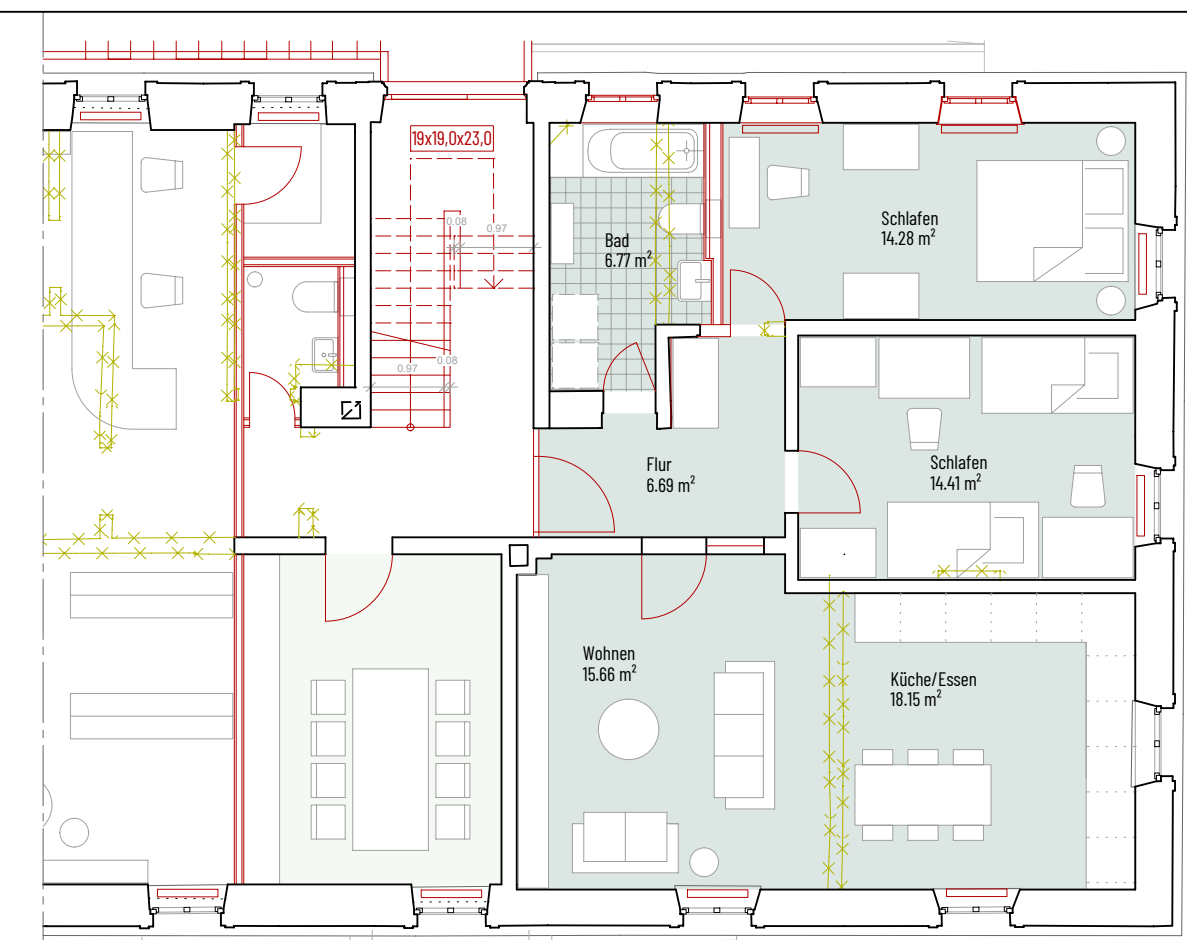 19x19,0x23,0
0.08
0.97
Schlafen
14.28 m²
Bad
6.77 m²
0.08
0.97
Flur
6.69 m²
Schlafen
14.41 m²
Wohnen
15.66 m²
Küche/Essen
18.15 m²